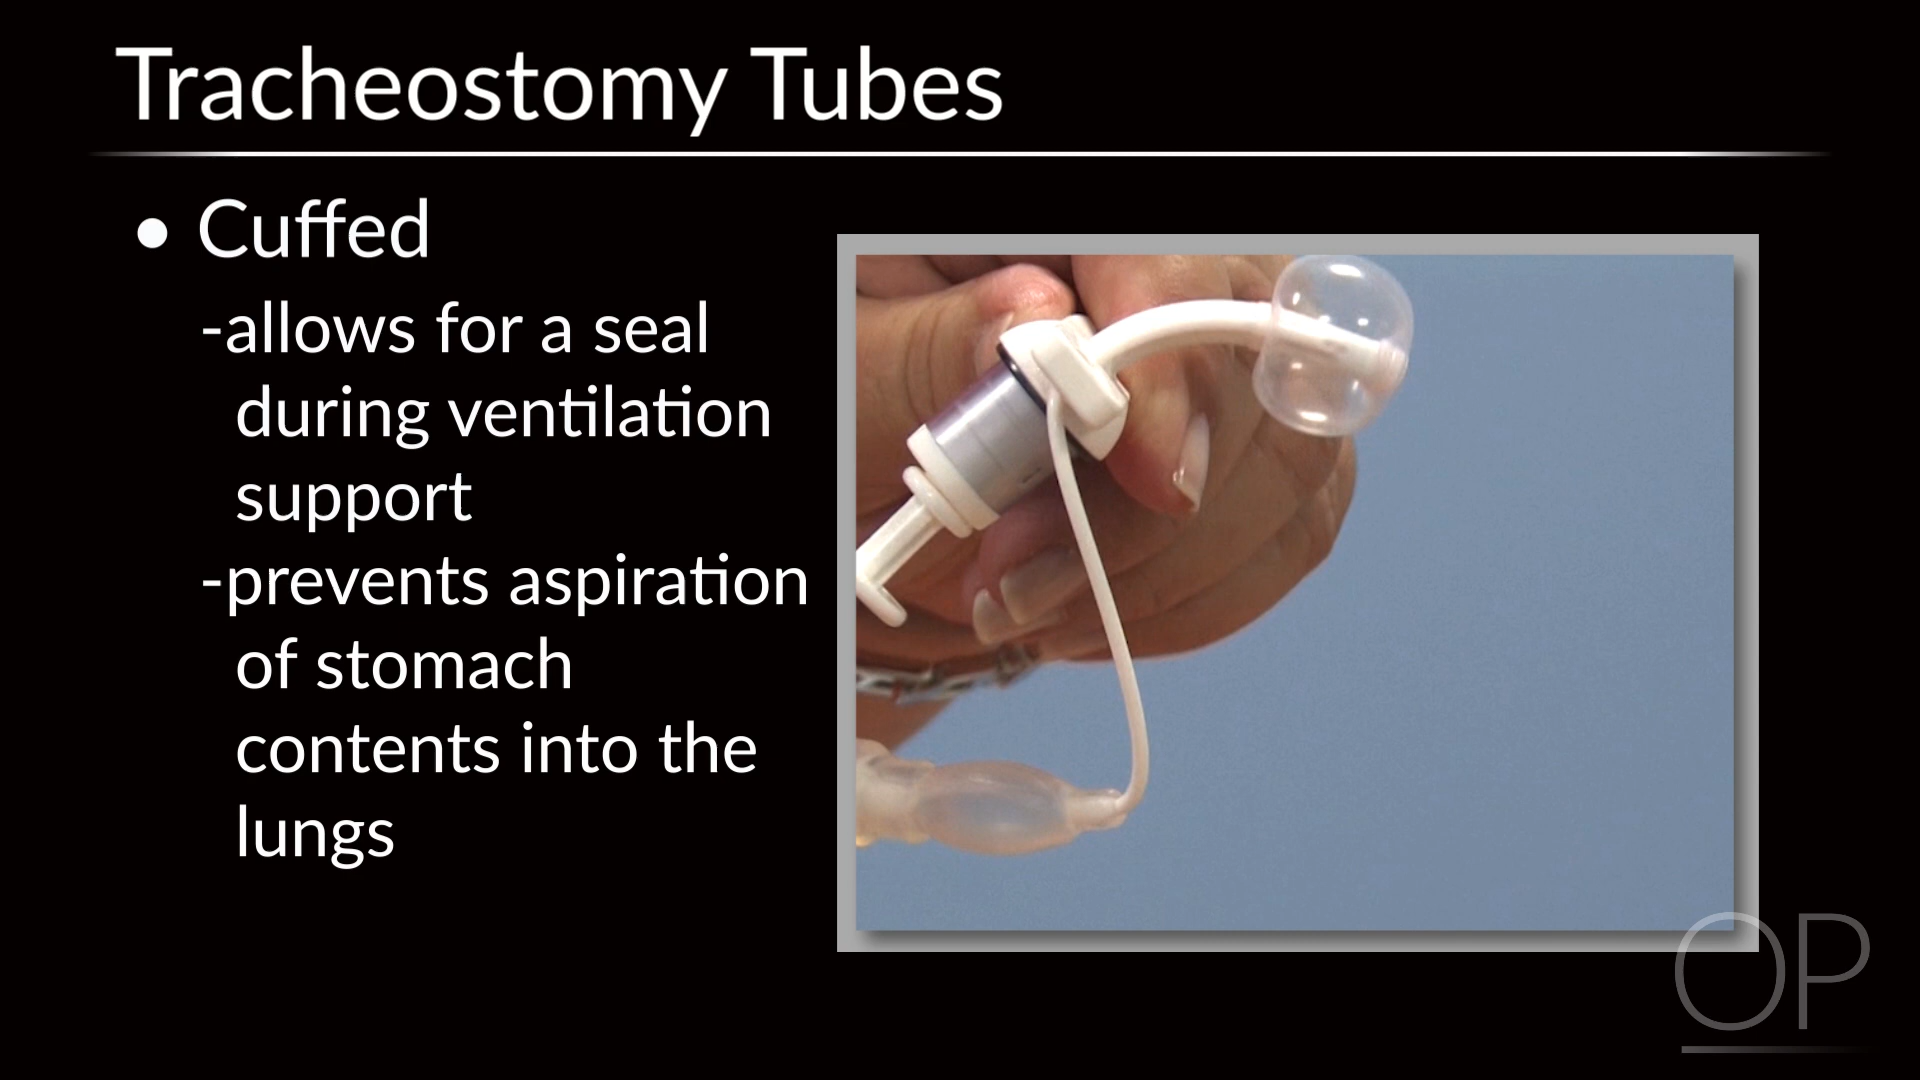 Tracheostomy Tubes
• Cuffed
-allows for a seal
during ventilation
support
-prevents aspiration
of stomach
contents into the
lungs
OP